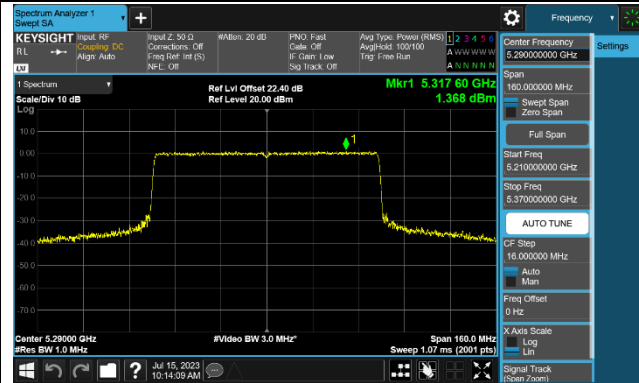 Spectrum Analyzer 1
Swept SA
+
Frequency
KEYSIGHT
RL
LXI
Input: RF
Coupling: DC
Align: Auto
Input Z: 50 Ω
Corrections: Off
Freq Ref: Int (S)
NFE: Off
#Atten: 20 dB
PNO: Fast
Gate: Off
IF Gain: Low
Sig Track: Off
Avg Type: Power (RMS)
Avg|Hold: 100/100
Trig: Free Run
1 2 3 4 5 6
A W W W W W
A N N N N N
1 Spectrum
Scale/Div 10 dB
Log
Ref Lvl Offset 22.40 dB
Ref Level 20.00 dBm
Mkr1 5.317 60 GHz
1.368 dBm
10.0
0.00
-10.0
-20.0
-30.0
-40.0
-50.0
-60.0
-70.0
1
Center 5.29000 GHz
#Res BW 1.0 MHz
#Video BW 3.0 MHz*
Span 160.0 MHz
Sweep 1.07 ms (2001 pts)
Center Frequency
5.290000000 GHz
Settings
Span
160.000000 MHz
Swept Span
Zero Span
Full Span
Start Freq
5.210000000 GHz
Stop Freq
5.370000000 GHz
AUTO TUNE
CF Step
16.000000 MHz
Auto
Man
Freq Offset
0 Hz
X Axis Scale
Log
Lin
Signal Track
(Span Zoom)
?
Jul 15, 2023
10:14:09 AM